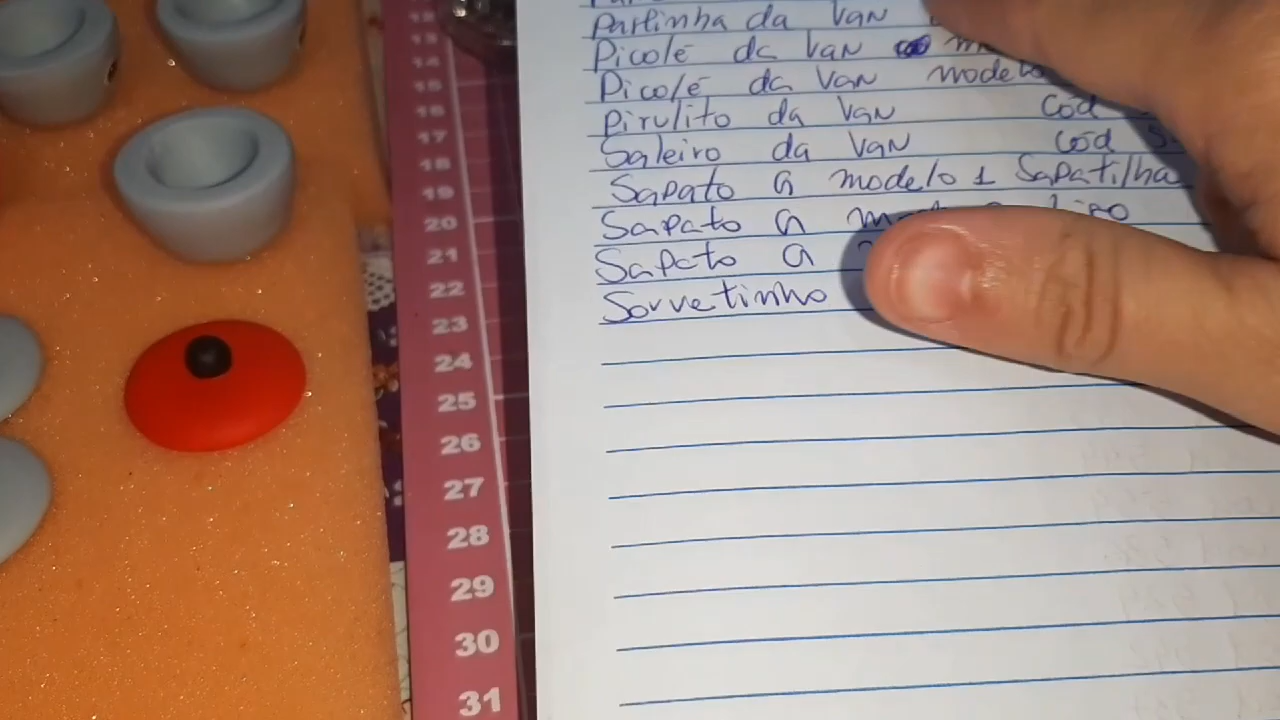 Partinha da Van
Picolé da Van
Picolé da Van modelo
Pirulito da Van Cód
Saleiro da Van Cód
Sapato G modelo 1 Sapatilha
Sapato G
Sapato G
Sorvetinho
12
13
14
15
16
17
18
19
20
21
22
23
24
25
26
27
28
29
30
31